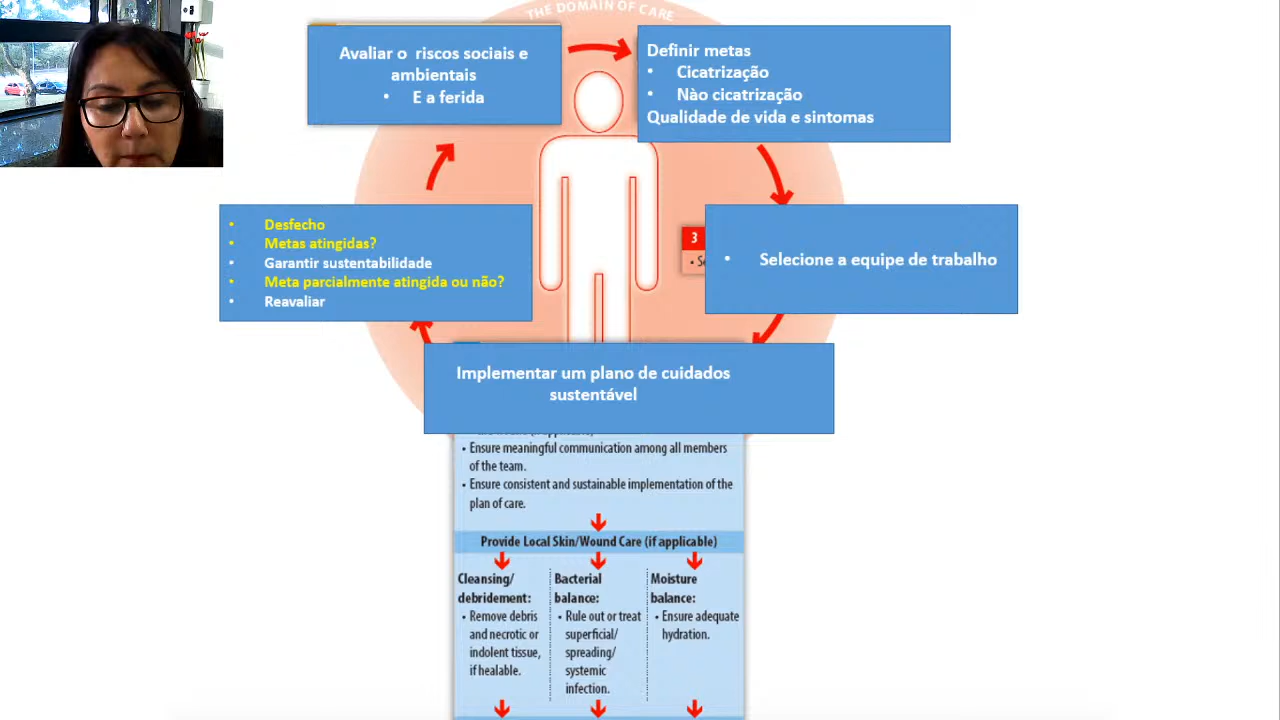 THE DOMAIN OF CARE
Avaliar o riscos sociais e
ambientais
• E a ferida
Definir metas
• Cicatrização
• Nào cicatrização
Qualidade de vida e sintomas
• Desfecho
• Metas atingidas?
• Garantir sustentabilidade
• Meta parcialmente atingida ou não?
• Reavaliar
3
• Selecione a equipe de trabalho
Implementar um plano de cuidados
sustentável
• Ensure meaningful communication among all members
of the team.
• Ensure consistent and sustainable implementation of the
plan of care.
Provide Local Skin/Wound Care (if applicable)
Cleansing/
debridement:
• Remove debris
and necrotic or
indolent tissue,
if healable.
Bacterial
balance:
• Rule out or treat
superficial/
spreading/
systemic
infection.
Moisture
balance:
• Ensure adequate
hydration.